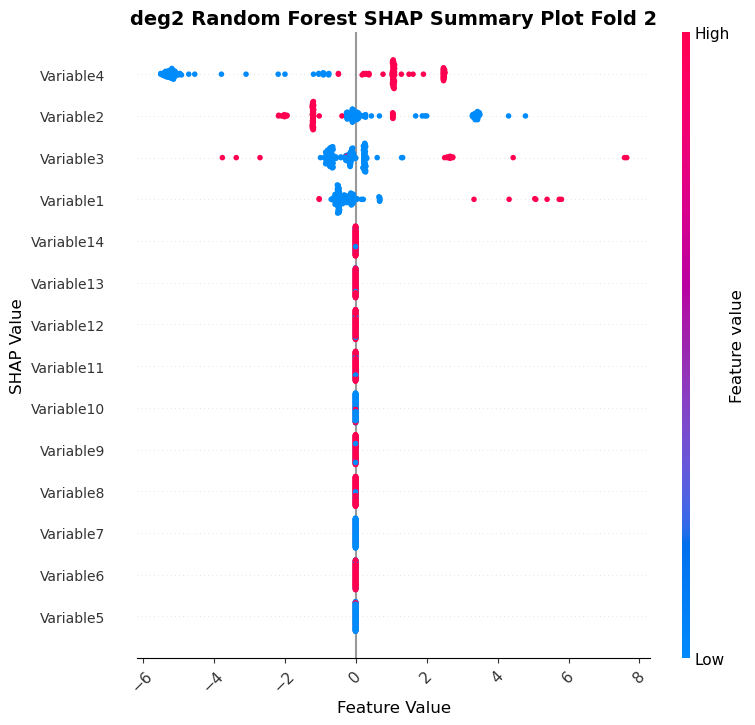 deg2 Random Forest SHAP Summary Plot Fold 2
High
Variable4
Variable2
Variable3
Variable1
Variable14
Variable13
Variable12
Variable11
Variable10
Variable9
Variable8
Variable7
Variable6
Variable5
SHAP Value
Feature value
Low
−6 −4 −2 0 2 4 6 8
Feature Value